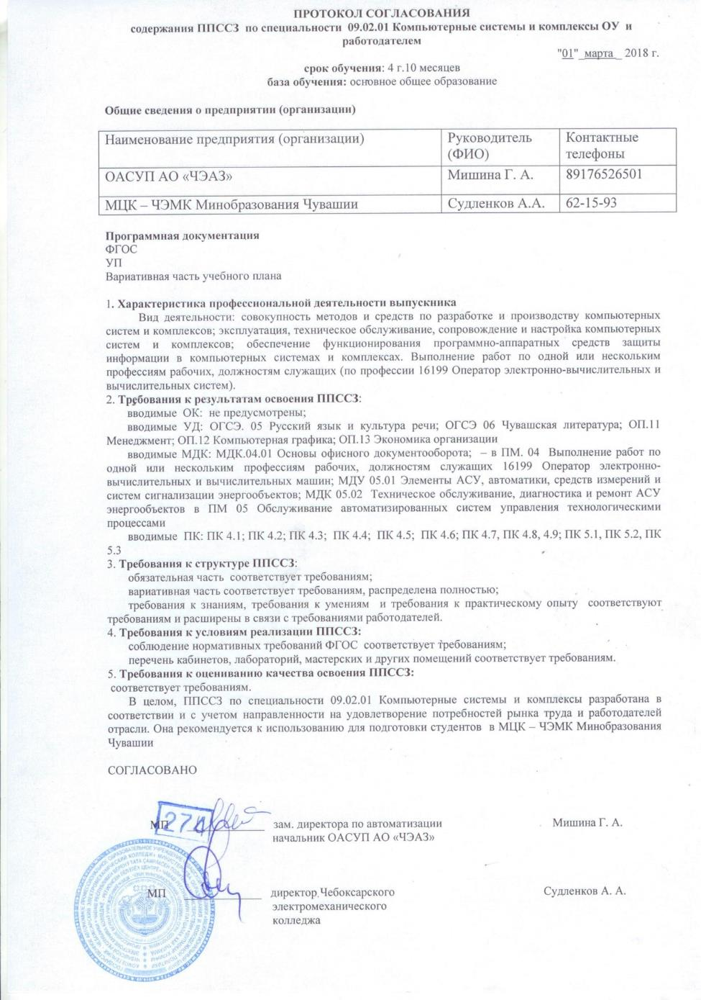 ПРОТОКОЛ СОГЛАСОВАНИЯ
содержания ППССЗ по специальности 09.02.01 Компьютерные системы и комплексы ОУ и
работодателем
"01" марта 2018 г.
срок обучения: 4 г.10 месяцев
база обучения: основное общее образование
Общие сведения о предприятии (организации)
Наименование предприятия (организации) Руководитель (ФИО) Контактные телефоны
ОАСУП АО «ЧЭАЗ» Мишина Г. А. 89176526501
МЦК – ЧЭМК Минобразования Чувашии Судленков А.А. 62-15-93
Программная документация
ФГОС
УП
Вариативная часть учебного плана
1. Характеристика профессиональной деятельности выпускника
Вид деятельности: совокупность методов и средств по разработке и производству компьютерных
систем и комплексов; эксплуатация, техническое обслуживание, сопровождение и настройка компьютерных
систем и комплексов; обеспечение функционирования программно-аппаратных средств защиты
информации в компьютерных системах и комплексах. Выполнение работ по одной или нескольким
профессиям рабочих, должностям служащих (по профессии 16199 Оператор электронно-вычислительных и
вычислительных систем).
2. Требования к результатам освоения ППССЗ:
вводимые ОК: не предусмотрены;
вводимые УД: ОГСЭ. 05 Русский язык и культура речи; ОГСЭ 06 Чувашская литература; ОП.11
Менеджмент; ОП.12 Компьютерная графика; ОП.13 Экономика организации
вводимые МДК: МДК.04.01 Основы офисного документооборота; – в ПМ. 04 Выполнение работ по
одной или нескольким профессиям рабочих, должностям служащих 16199 Оператор электронно-
вычислительных и вычислительных машин; МДУ 05.01 Элементы АСУ, автоматики, средств измерений и
систем сигнализации энергообъектов; МДК 05.02 Техническое обслуживание, диагностика и ремонт АСУ
энергообъектов в ПМ 05 Обслуживание автоматизированных систем управления технологическими
процессами
вводимые ПК: ПК 4.1; ПК 4.2; ПК 4.3; ПК 4.4; ПК 4.5; ПК 4.6; ПК 4.7, ПК 4.8, 4.9; ПК 5.1, ПК 5.2, ПК
5.3
3. Требования к структуре ППССЗ:
обязательная часть соответствует требованиям;
вариативная часть соответствует требованиям, распределена полностью;
требования к знаниям, требования к умениям и требования к практическому опыту соответствуют
требованиям и расширены в связи с требованиями работодателей.
4. Требования к условиям реализации ППССЗ:
соблюдение нормативных требований ФГОС соответствует требованиям;
перечень кабинетов, лабораторий, мастерских и других помещений соответствует требованиям.
5. Требования к оцениванию качества освоения ППССЗ:
соответствует требованиям.
В целом, ППССЗ по специальности 09.02.01 Компьютерные системы и комплексы разработана в
соответствии и с учетом направленности на удовлетворение потребностей рынка труда и работодателей
отрасли. Она рекомендуется к использованию для подготовки студентов в МЦК – ЧЭМК Минобразования
Чувашии
СОГЛАСОВАНО
МП зам. директора по автоматизации Мишина Г. А.
начальник ОАСУП АО «ЧЭАЗ»
МП директор Чебоксарского Судленков А. А.
электромеханического
колледжа